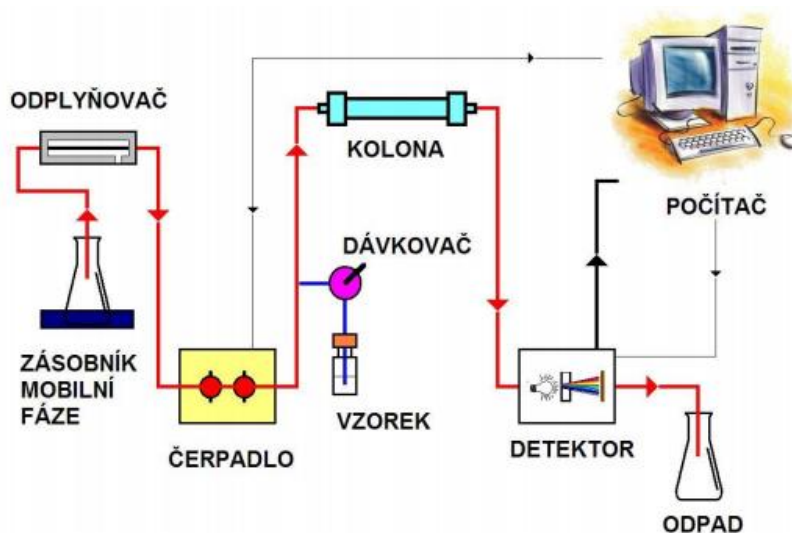 ODPLYŇOVAČ
KOLONA
POČÍTAČ
DÁVKOVAČ
ZÁSOBNÍK
MOBILNÍ
FÁZE
VZOREK
ČERPADLO
DETEKTOR
ODPAD